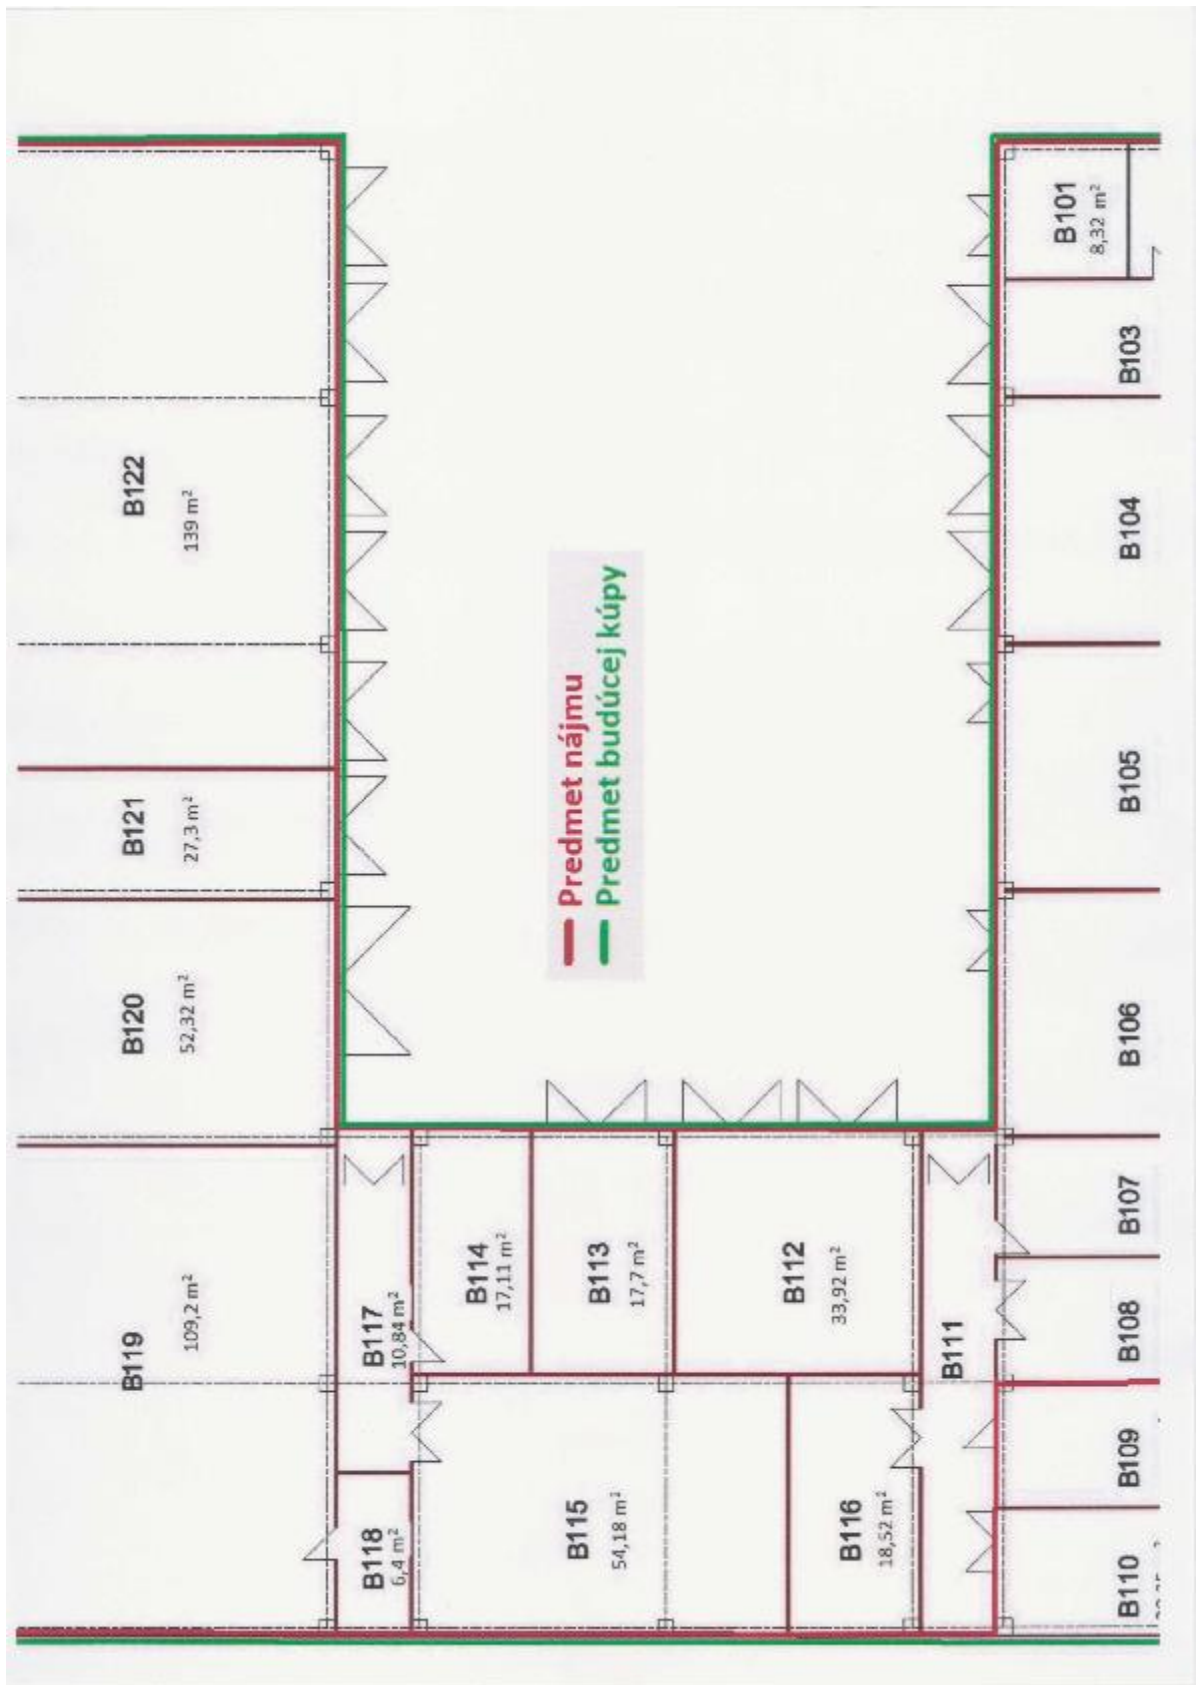 B122
139 m²
B121
27,3 m²
B120
52,32 m²
B119
109,2 m²
B101
8,32 m²
B103
B104
B105
B106
B107
B108
B109
B110
Predmet nájmu
Predmet budúcej kúpy
B117
10,84 m²
B118
6,4 m²
B114
17,11 m²
B113
17,7 m²
B112
33,92 m²
B111
B115
54,18 m²
B116
18,52 m²